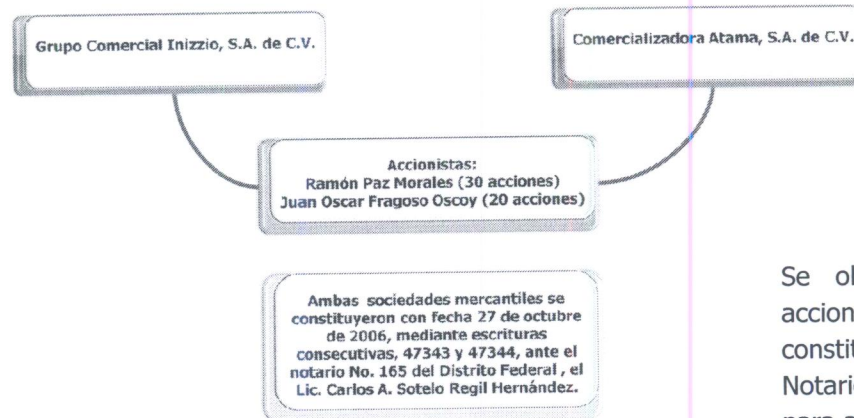 Grupo Comercial Inizzio, S.A. de C.V.
Comercializadora Atama, S.A. de C.V.
Accionistas:
Ramón Paz Morales (30 acciones)
Juan Oscar Fragoso Oscoy (20 acciones)
Ambas sociedades mercantiles se
constituyeron con fecha 27 de octubre
de 2006, mediante escrituras
consecutivas, 47343 y 47344, ante el
notario No. 165 del Distrito Federal, el
Lic. Carlos A. Sotelo Regil Hernández.
Se
accion
constit
Notari